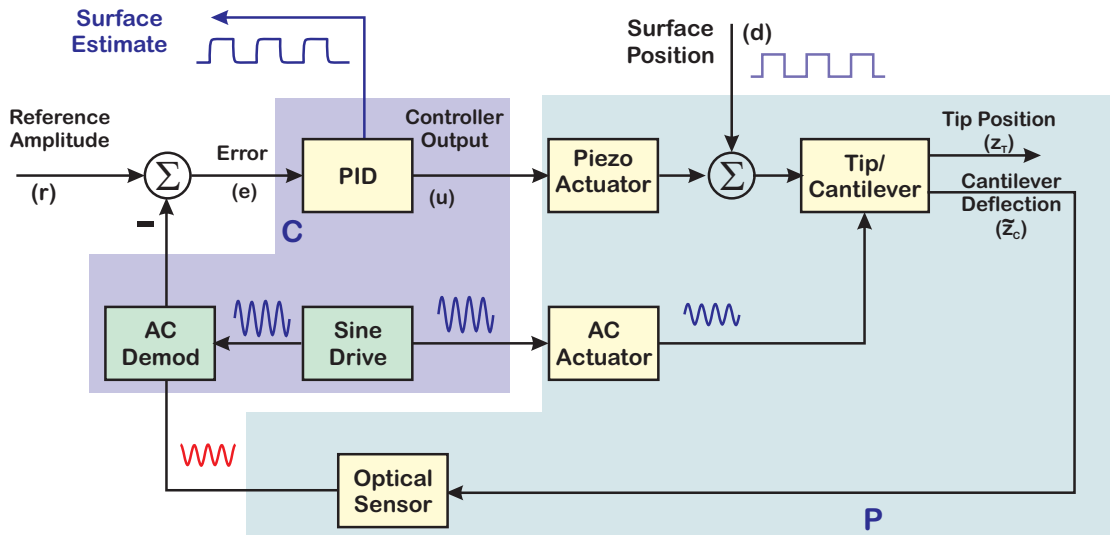 Surface
Estimate
Surface
Position
(d)
Reference
Amplitude
(r)
Σ
Error
(e)
PID
Controller
Output
(u)
C
Piezo
Actuator
Σ
Tip/
Cantilever
Tip Position
(z_T)
Cantilever
Deflection
(z̃_c)
–
AC
Demod
Sine
Drive
AC
Actuator
Optical
Sensor
P